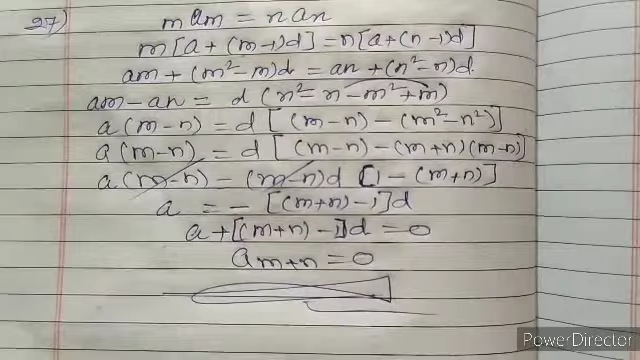 27) m am = n an
m[a+(m-1)d] = n[a+(n-1)d]
am+(m²-m)d = an+(n²-n)d.
am-an = d(n²-n-m²+m)
a(m-n) = d[(m-n)-(m²-n²)]
a(m-n) = d[(m-n)-(m+n)(m-n)]
a(m-n) - (m-n)d [ - (m+n)]
a = - [(m+n)-1]d
a+[(m+n)-1]d = 0
am+n = 0
PowerDirector